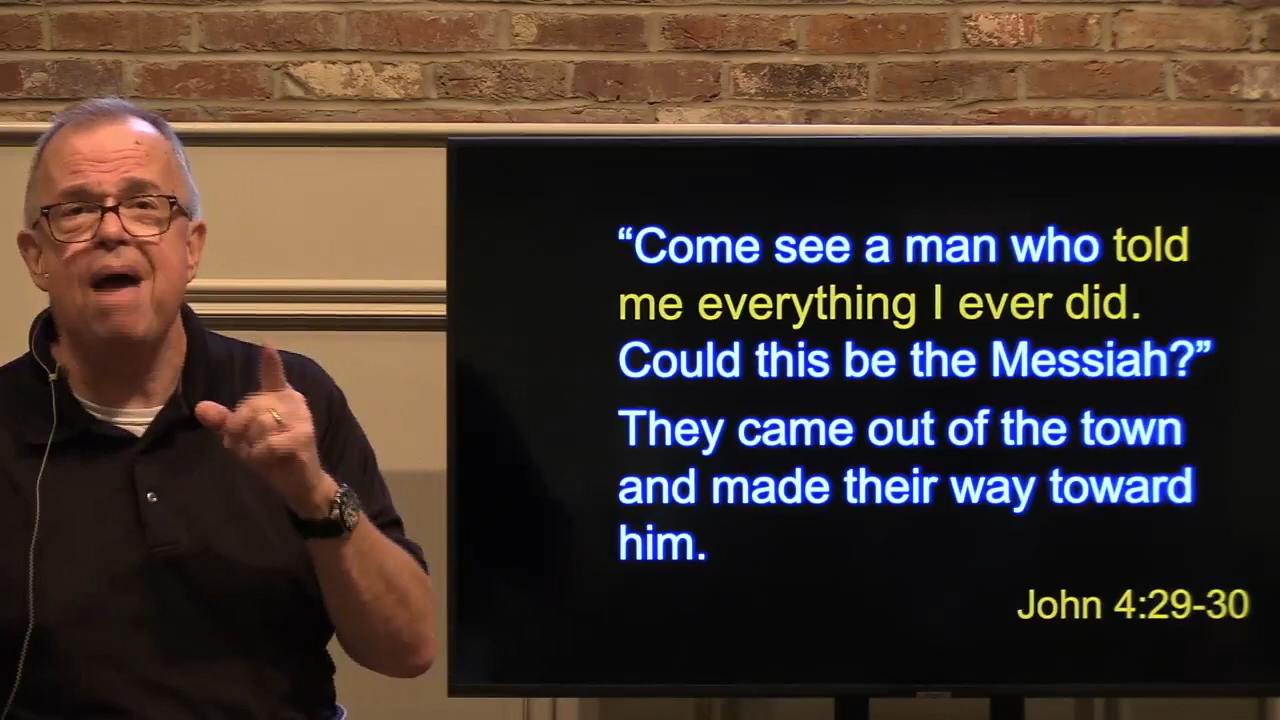 “Come see a man who told
me everything I ever did.
Could this be the Messiah?”
They came out of the town
and made their way toward
him.
John 4:29-30